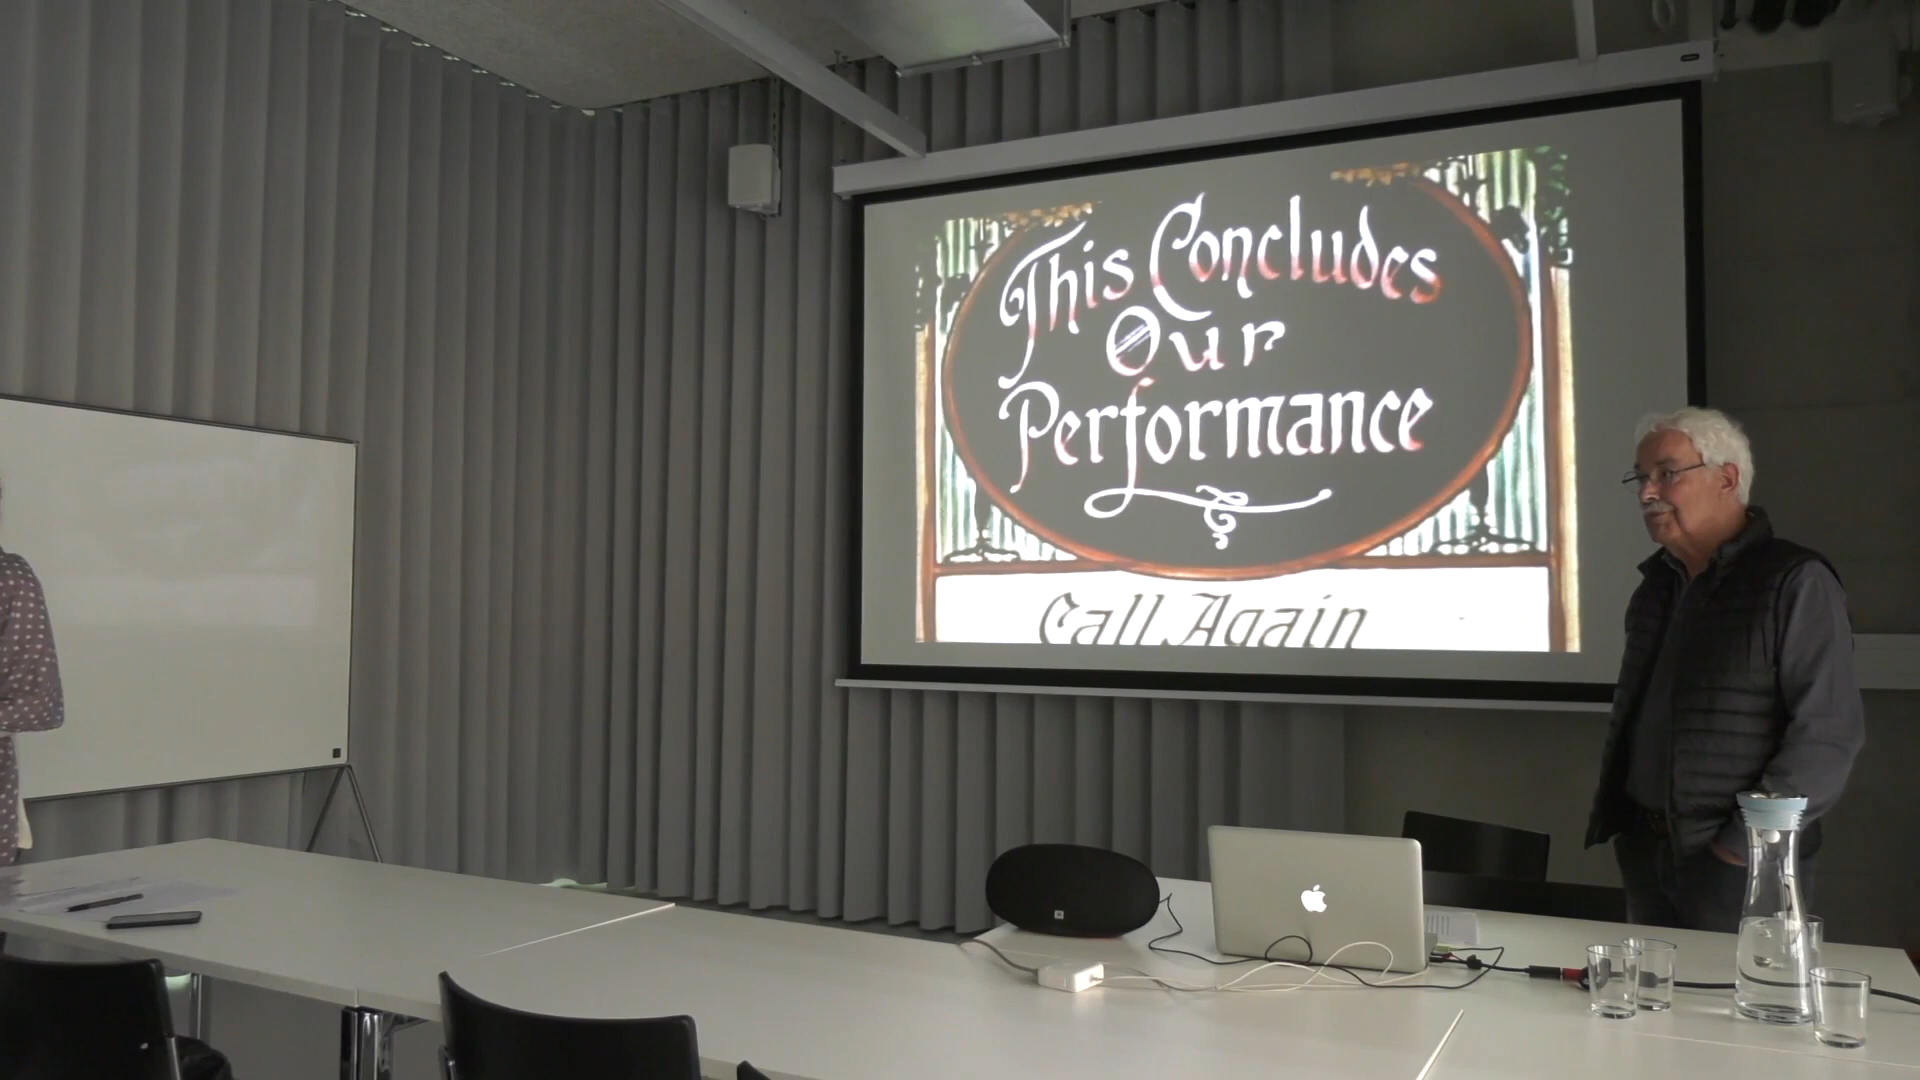 This Concludes
Our
Performance
Call Again